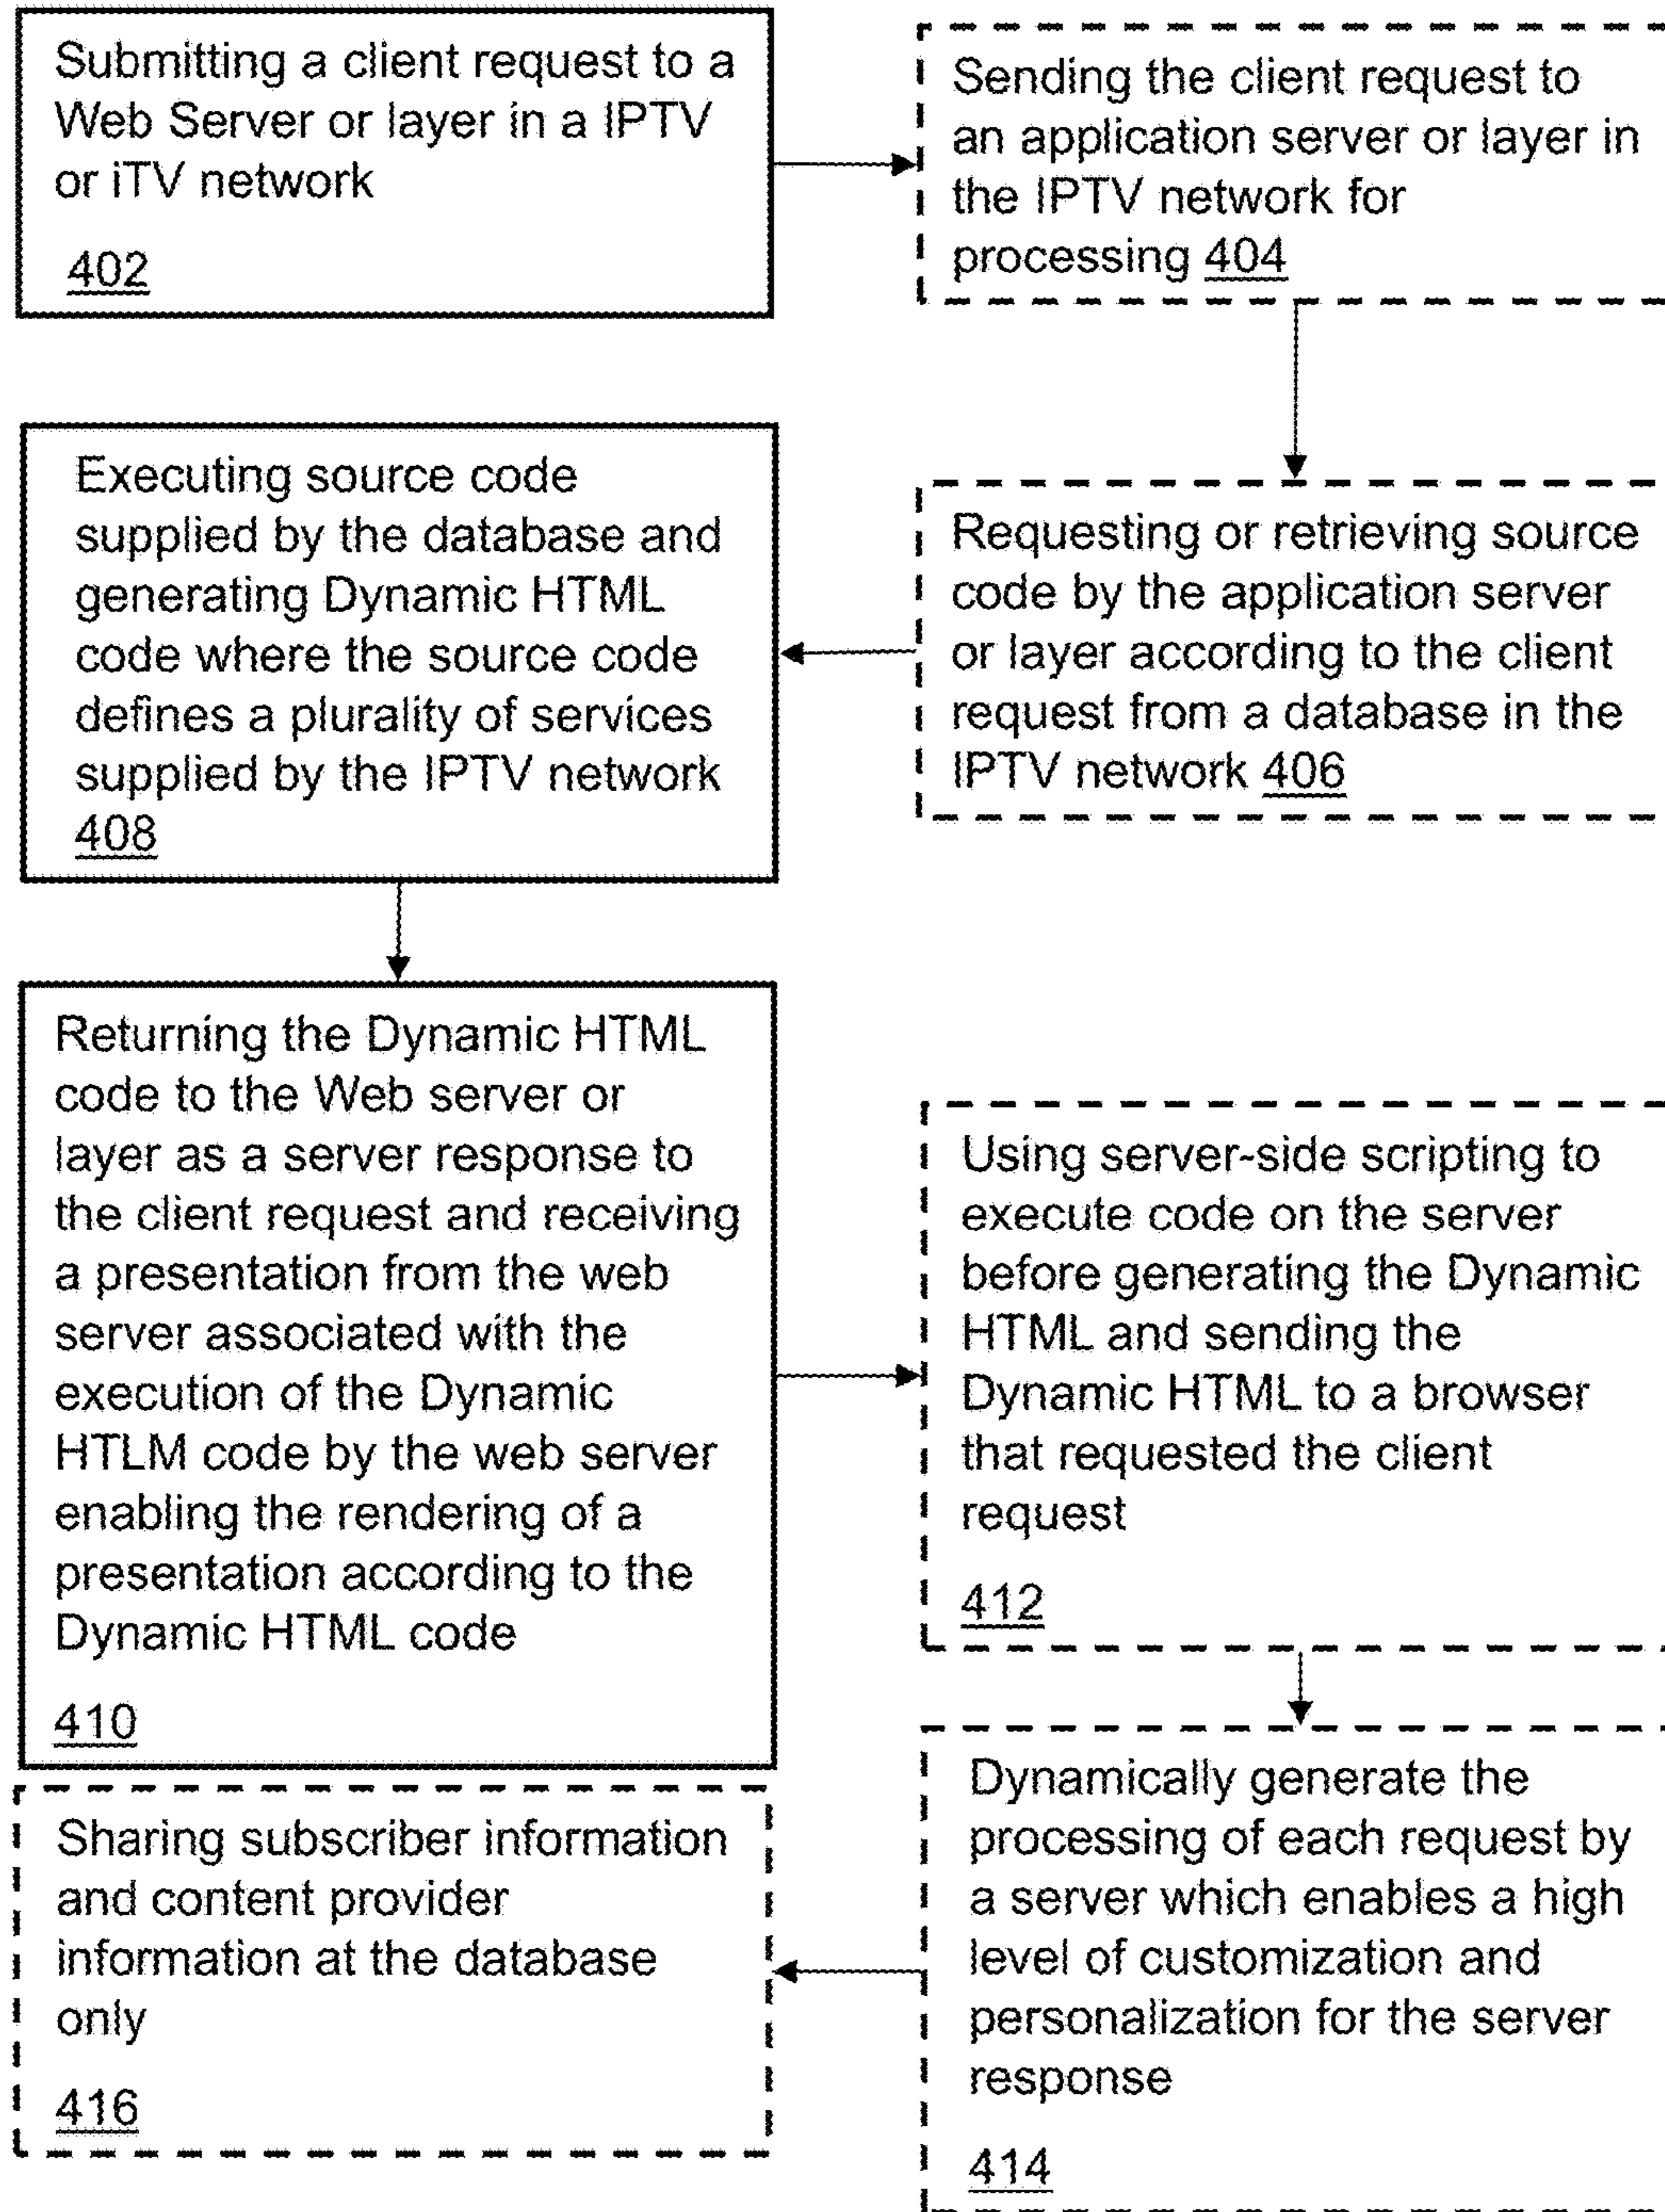 Submitting a client request to a
Web Server or layer in a IPTV
or iTV network
402
Sending the client request to
an application server or layer in
the IPTV network for
processing 404
Requesting or retrieving source
code by the application server
or layer according to the client
request from a database in the
IPTV network 406
Executing source code
supplied by the database and
generating Dynamic HTML
code where the source code
defines a plurality of services
supplied by the IPTV network
408
Returning the Dynamic HTML
code to the Web server or
layer as a server response to
the client request and receiving
a presentation from the web
server associated with the
execution of the Dynamic
HTLM code by the web server
enabling the rendering of a
presentation according to the
Dynamic HTML code
410
Using server-side scripting to
execute code on the server
before generating the Dynamic
HTML and sending the
Dynamic HTML to a browser
that requested the client
request
412
Dynamically generate the
processing of each request by
a server which enables a high
level of customization and
personalization for the server
response
414
Sharing subscriber information
and content provider
information at the database
only
416